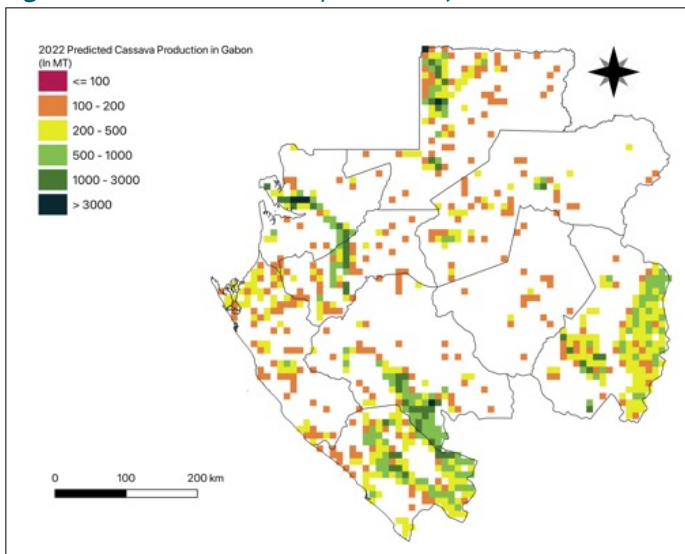 2022 Predicted Cassava Production in Gabon
(In MT)
<= 100
100 - 200
200 - 500
500 - 1000
1000 - 3000
> 3000
0 100 200 km